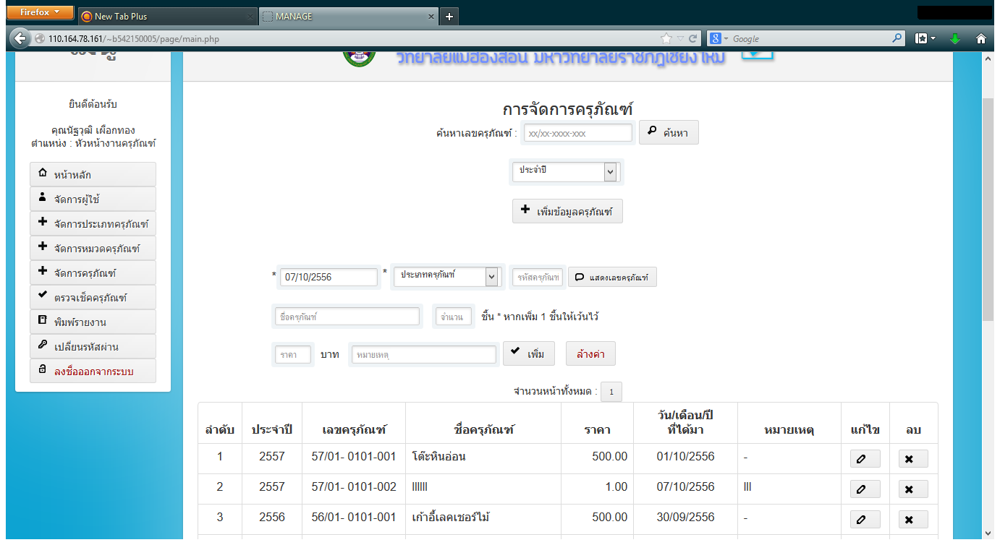 Firefox
New Tab Plus
MANAGE
110.164.78.161/~b542150005/page/main.php
Google
วิทยาลัยแม่ฮ่องสอน มหาวิทยาลัยราชภัฏเชียงใหม่
ยินดีต้อนรับ
คุณนัฐวุฒิ เผือกทอง
ตำแหน่ง : หัวหน้างานครุภัณฑ์
หน้าหลัก
จัดการผู้ใช้
จัดการประเภทครุภัณฑ์
จัดการหมวดครุภัณฑ์
จัดการครุภัณฑ์
ตรวจเช็คครุภัณฑ์
พิมพ์รายงาน
เปลี่ยนรหัสผ่าน
ลงชื่อออกจากระบบ
การจัดการครุภัณฑ์
ค้นหาเลขครุภัณฑ์ : xx/xx-xxxx-xxx ค้นหา
ประจำปี
เพิ่มข้อมูลครุภัณฑ์
* 07/10/2556 * ประเภทครุภัณฑ์ รหัสครุภัณฑ์ แสดงเลขครุภัณฑ์
ชื่อครุภัณฑ์ จำนวน ชิ้น * หากเพิ่ม 1 ชิ้นให้เว้นไว้
ราคา บาท หมายเหตุ เพิ่ม ล้างค่า
จำนวนหน้าทั้งหมด : 1
ลำดับ ประจำปี เลขครุภัณฑ์ ชื่อครุภัณฑ์ ราคา วัน/เดือน/ปี ที่ได้มา หมายเหตุ แก้ไข ลบ
1 2557 57/01- 0101-001 โต๊ะหินอ่อน 500.00 01/10/2556 -
2 2557 57/01- 0101-002 llllll 1.00 07/10/2556 lll
3 2556 56/01- 0101-001 เก้าอี้เลคเชอร์ไม้ 500.00 30/09/2556 -